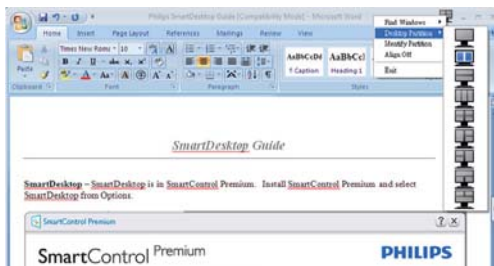 Philips SmartDesktop Guide [Compatibility Mode] - Microsoft Word
Home Insert Page Layout References Mailings Review View
Find Windows
Desktop Partition
Identify Partition
Align Off
Exit
Times New Roma 10
Paste
AaBbCcDd AaBbCc
¶ Caption Heading 1
Clipboard Font Paragraph Styles
SmartDesktop Guide
SmartDesktop – SmartDesktop is in SmartControl Premium. Install SmartControl Premium and select
SmartDesktop from Options.
SmartControl Premium
SmartControl Premium PHILIPS